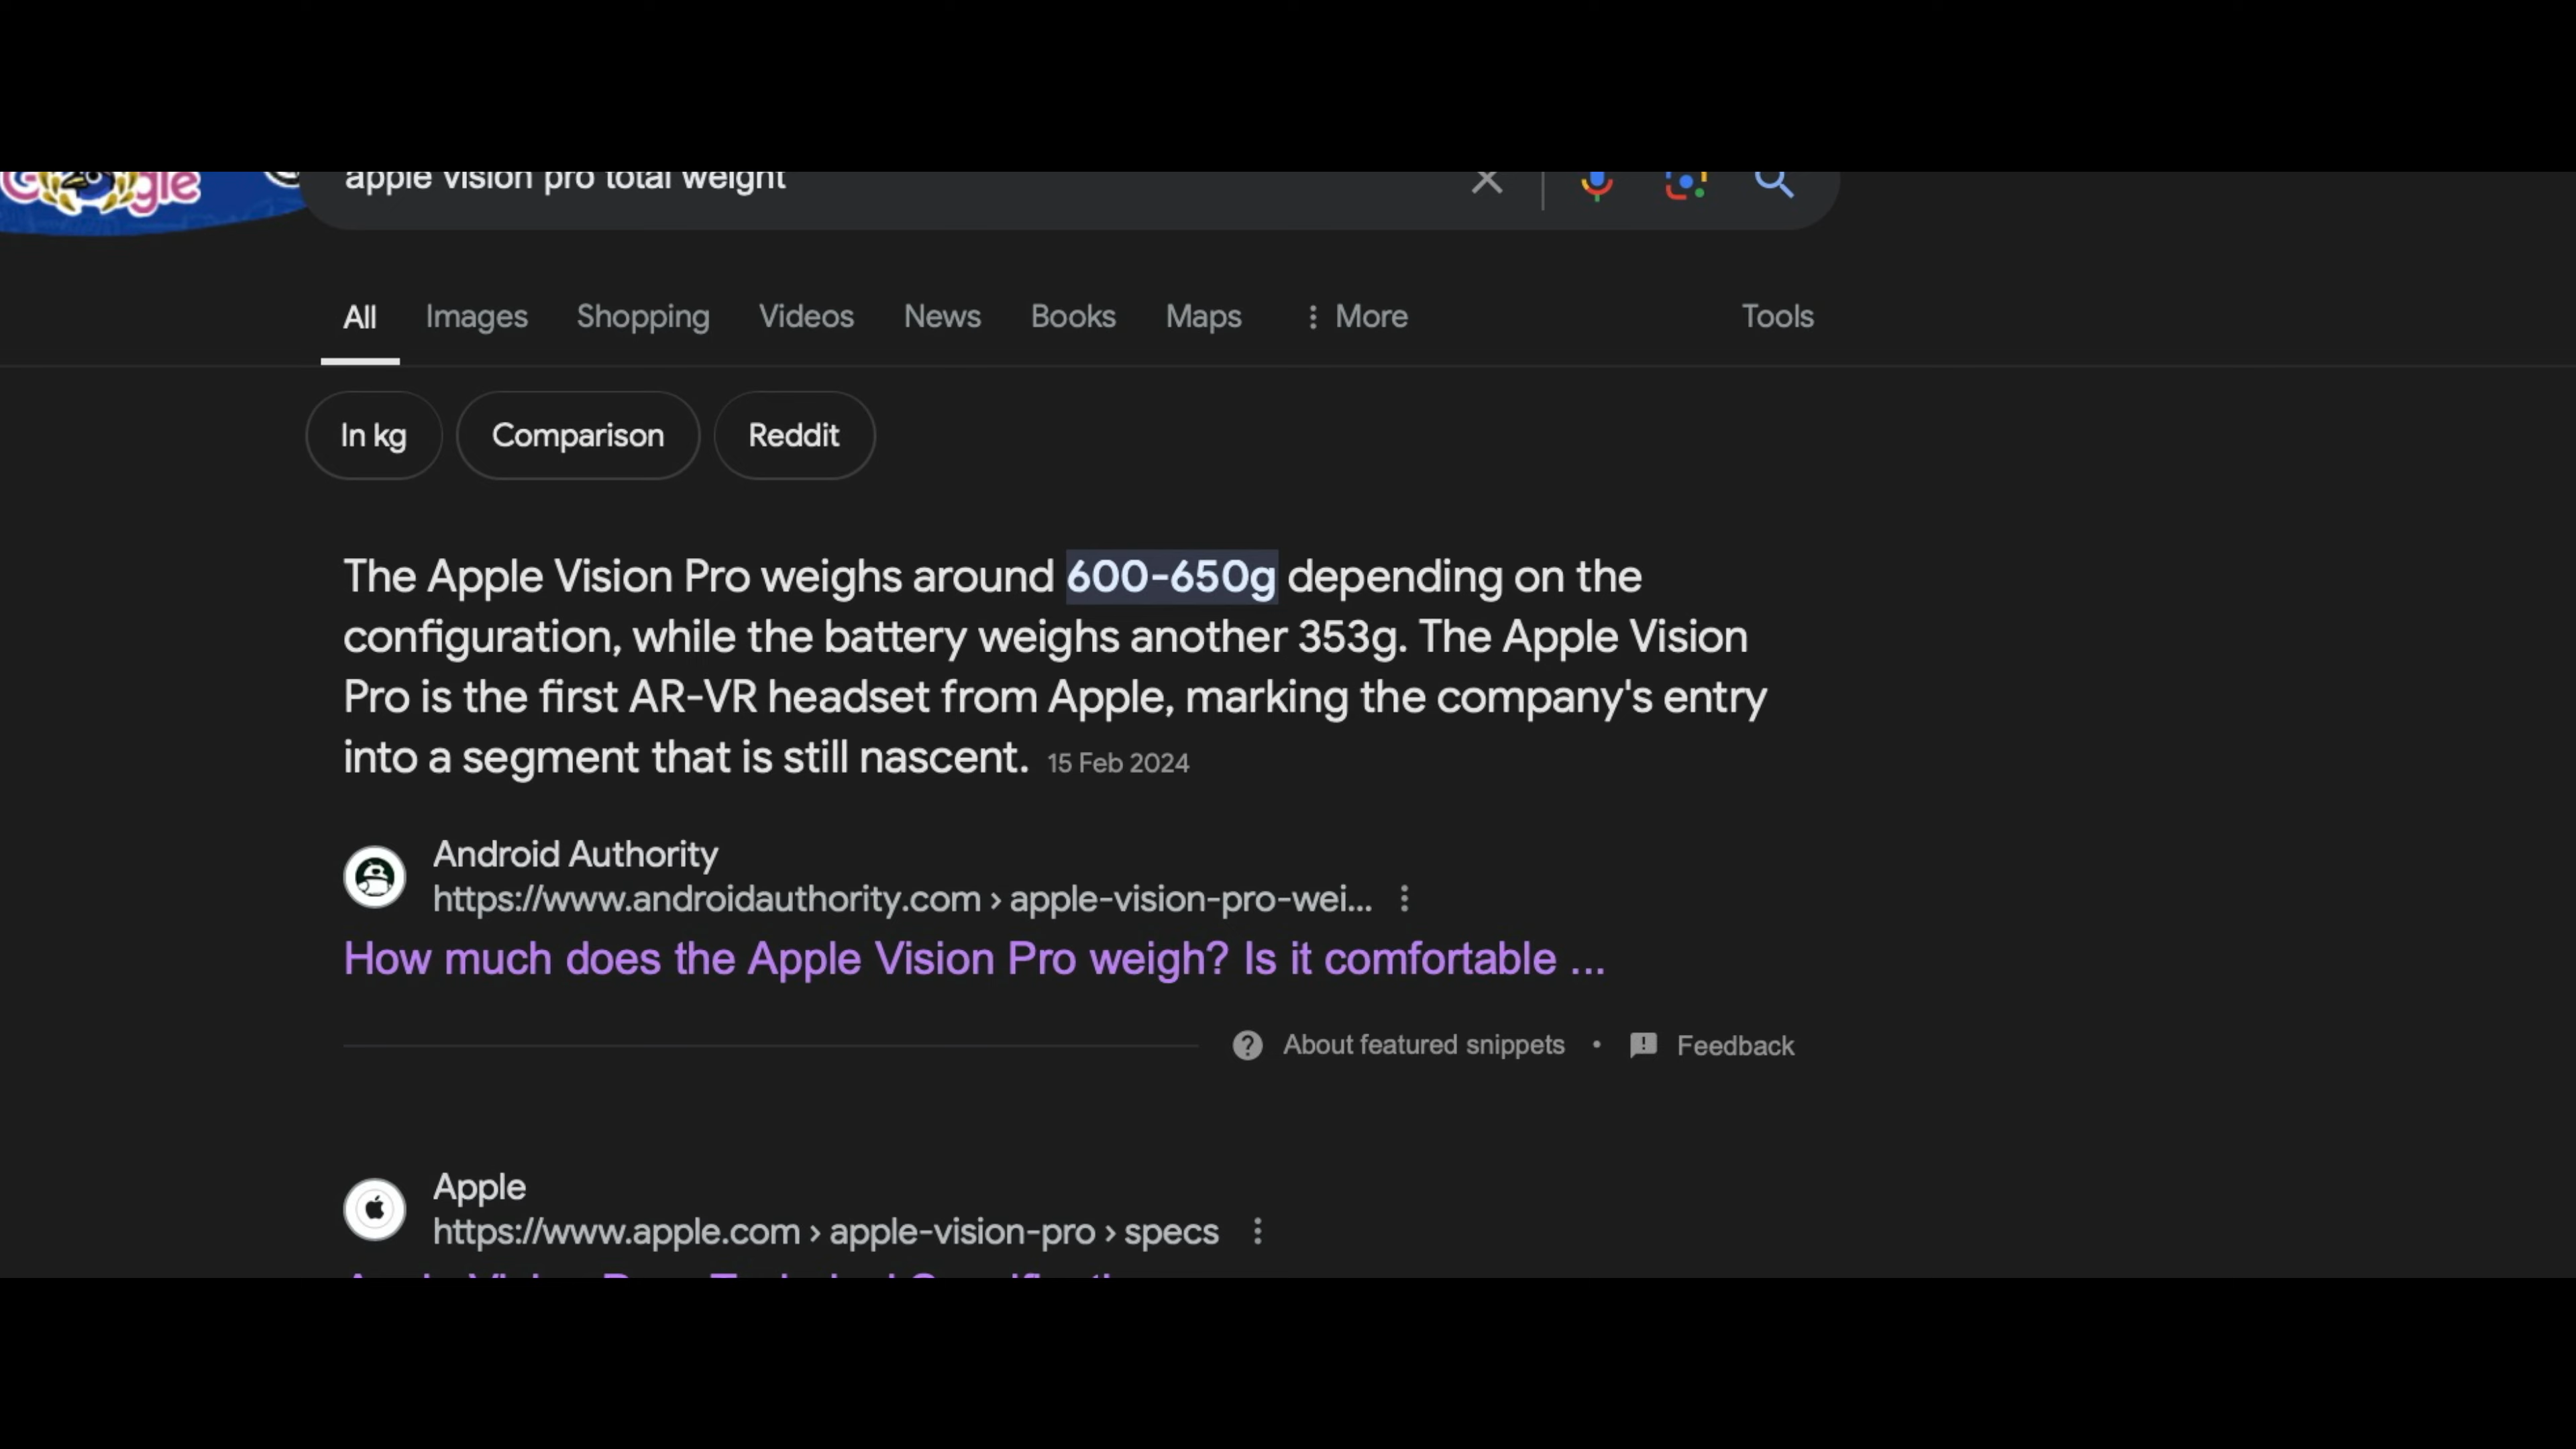 Google
apple vision pro total weight
All Images Shopping Videos News Books Maps More Tools
In kg Comparison Reddit
The Apple Vision Pro weighs around 600-650g depending on the
configuration, while the battery weighs another 353g. The Apple Vision
Pro is the first AR-VR headset from Apple, marking the company's entry
into a segment that is still nascent. 15 Feb 2024
Android Authority
https://www.androidauthority.com › apple-vision-pro-wei...
How much does the Apple Vision Pro weigh? Is it comfortable ...
About featured snippets • Feedback
Apple
https://www.apple.com › apple-vision-pro › specs